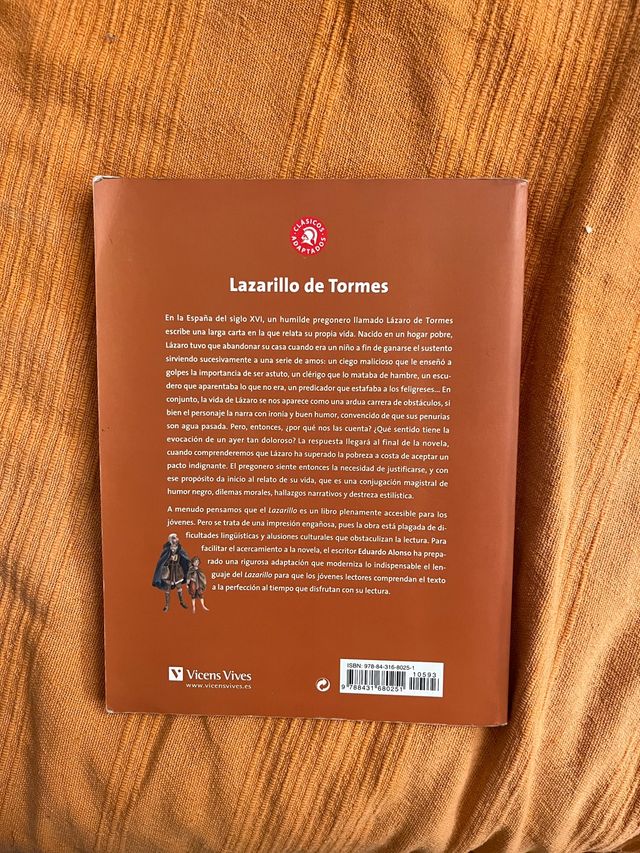 CLÁSICOS
ADAPTADOS
Lazarillo de Tormes
En la España del siglo XVI, un humilde pregonero llamado Lázaro de Tormes
escribe una larga carta en la que relata su propia vida. Nacido en un hogar pobre,
Lázaro tuvo que abandonar su casa cuando era un niño a fin de ganarse el sustento
sirviendo sucesivamente a una serie de amos: un ciego malicioso que le enseñó a
golpes la importancia de ser astuto, un clérigo que lo mataba de hambre, un escu-
dero que aparentaba lo que no era, un predicador que estafaba a los feligreses... En
conjunto, la vida de Lázaro se nos aparece como una ardua carrera de obstáculos, si
bien el personaje la narra con ironía y buen humor, convencido de que sus penurias
son agua pasada. Pero, entonces, ¿por qué nos las cuenta? ¿Qué sentido tiene la
evocación de un ayer tan doloroso? La respuesta llegará al final de la novela,
cuando comprenderemos que Lázaro ha superado la pobreza a costa de aceptar un
pacto indignante. El pregonero siente entonces la necesidad de justificarse, y con
ese propósito da inicio al relato de su vida, que es una conjugación magistral de
humor negro, dilemas morales, hallazgos narrativos y destreza estilística.
A menudo pensamos que el Lazarillo es un libro plenamente accesible para los
jóvenes. Pero se trata de una impresión engañosa, pues la obra está plagada de di-
ficultades lingüísticas y alusiones culturales que obstaculizan la lectura. Para
facilitar el acercamiento a la novela, el escritor Eduardo Alonso ha prepa-
rado una rigurosa adaptación que moderniza lo indispensable el len-
guaje del Lazarillo para que los jóvenes lectores comprendan el texto
a la perfección al tiempo que disfrutan con su lectura.
Vicens Vives
www.vicensvives.es
ISBN: 978-84-316-8025-1
10593
9 788431 680251